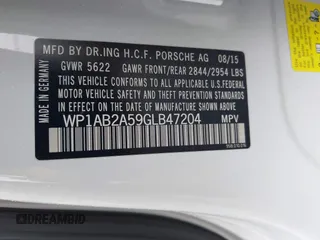 MFD BY DR.ING H.C.F. PORSCHE AG 08/15
GVWR 5622 GAWR FRONT/REAR 2844/2954 LBS
THIS VEHICLE CONFORMS TO ALL APPLICABLE U.S.FEDERAL
MOTOR VEHICLE SAFETY, BUMPER, AND THEFT
PREVENTION STANDARDS IN EFFECT ON THE DATE OF
MANUFACTURE SHOWN ABOVE.
WP1AB2A59GLB47204 MPV
MADE IN GERMANY
© DREAMBID